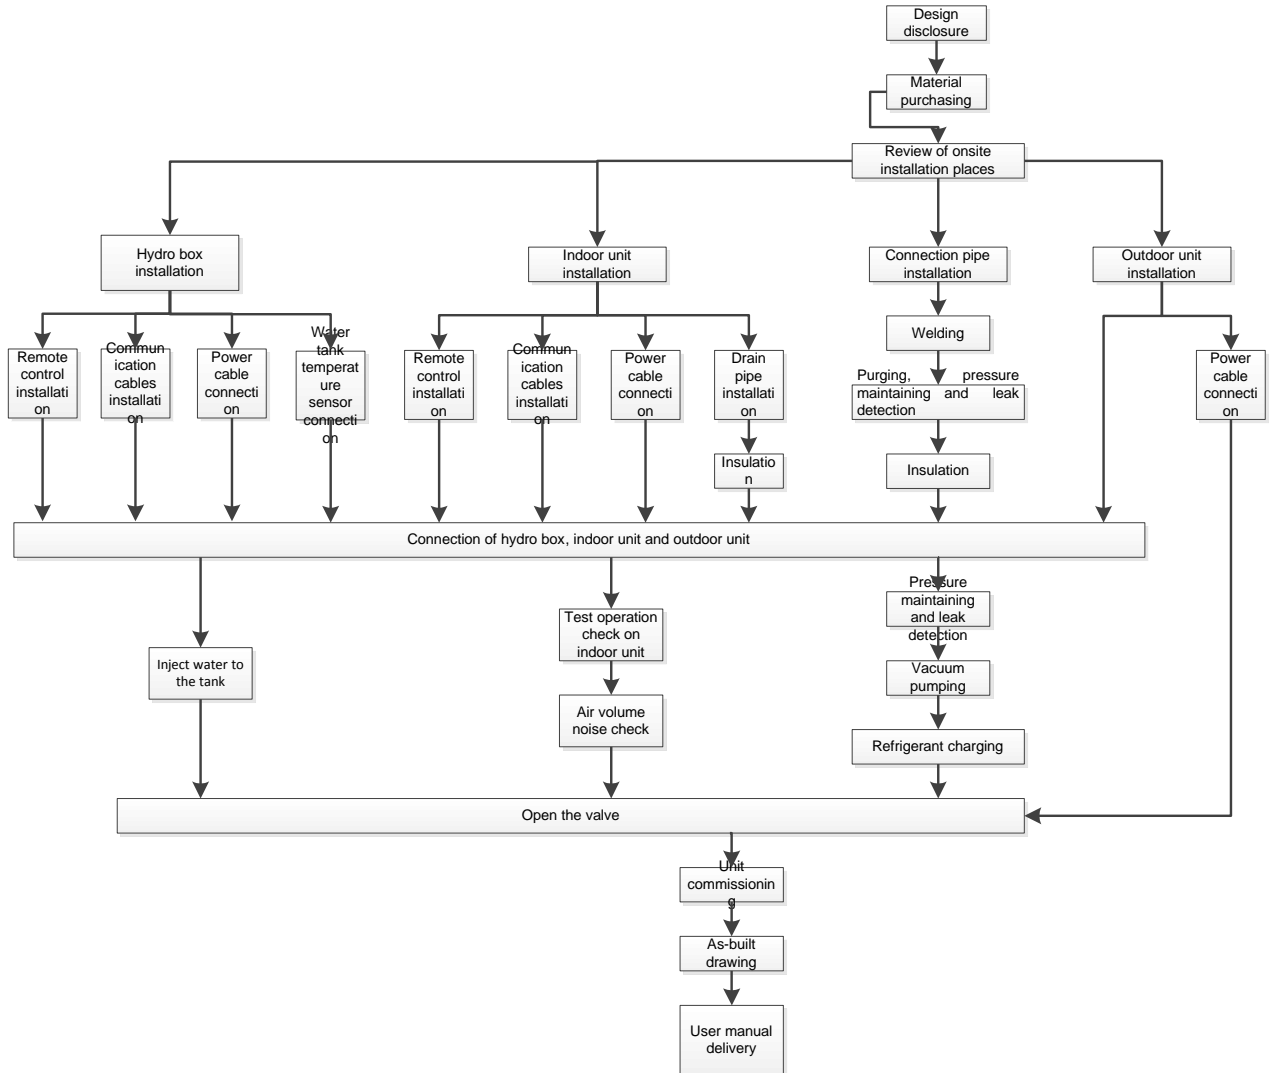 Design
disclosure
Material
purchasing
Review of onsite
installation places
Hydro box
installation
Indoor unit
installation
Connection pipe
installation
Outdoor unit
installation
Remote
control
installati
on
Commun
ication
cables
installati
on
Power
cable
connecti
on
Water
tank
temperat
ure
sensor
connecti
on
Remote
control
installati
on
Commun
ication
cables
installati
on
Power
cable
connecti
on
Drain
pipe
installati
on
Insulatio
n
Welding
Purging, pressure
maintaining and leak
detection
Insulation
Power
cable
connecti
on
Connection of hydro box, indoor unit and outdoor unit
Inject water to
the tank
Test operation
check on
indoor unit
Air volume
noise check
Pressure
maintaining
and leak
detection
Vacuum
pumping
Refrigerant charging
Open the valve
Unit
commissionin
g
As-built
drawing
User manual
delivery